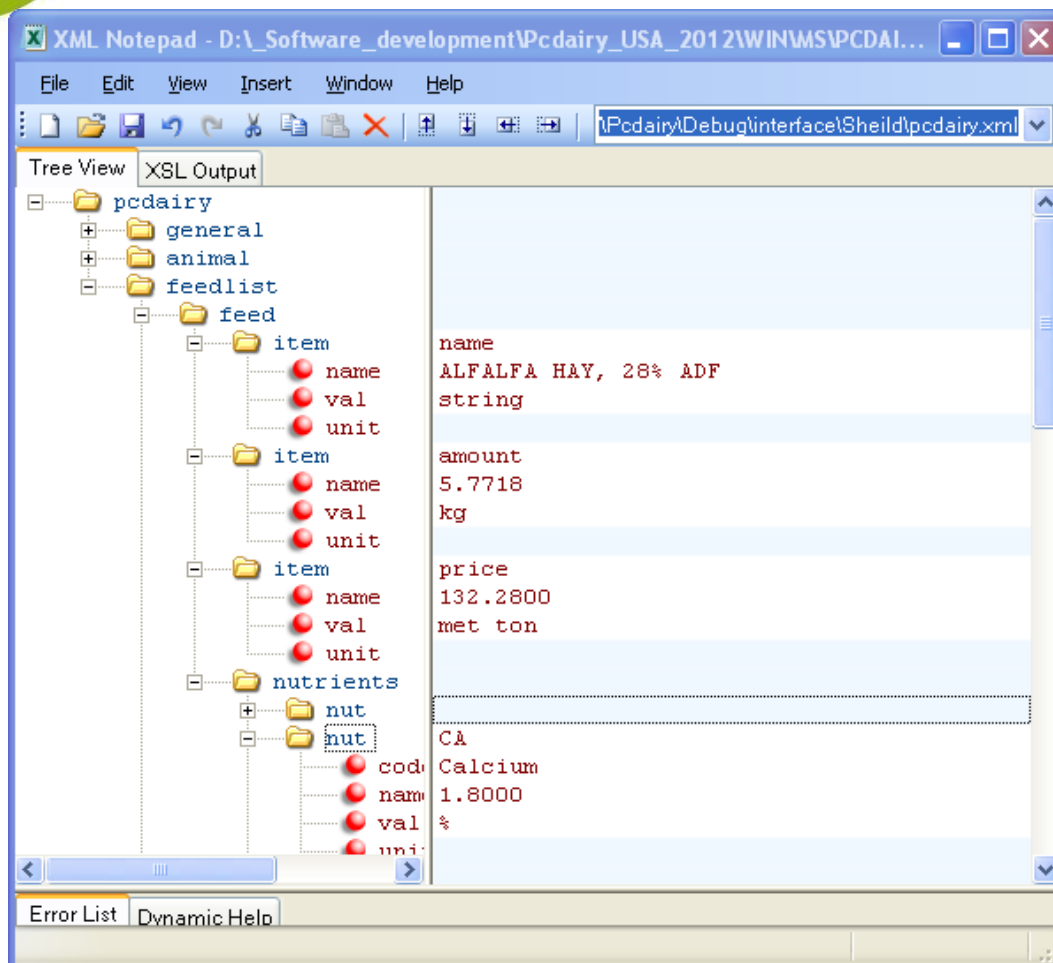 XML Notepad - D:\_Software_development\Pcdairy_USA_2012\WIN\MS\PCDAI...
File Edit View Insert Window Help
\Pcdairy\Debug\interface\Sheild\pcdairy.xml
Tree View XSL Output
pcdairy
general
animal
feedlist
feed
item name
name ALFALFA HAY, 28% ADF
val string
unit
item amount
name 5.7718
val kg
unit
item price
name 132.2800
val met ton
unit
nutrients
nut
nut CA
code Calcium
name 1.8000
val %
unit
Error List Dynamic Help